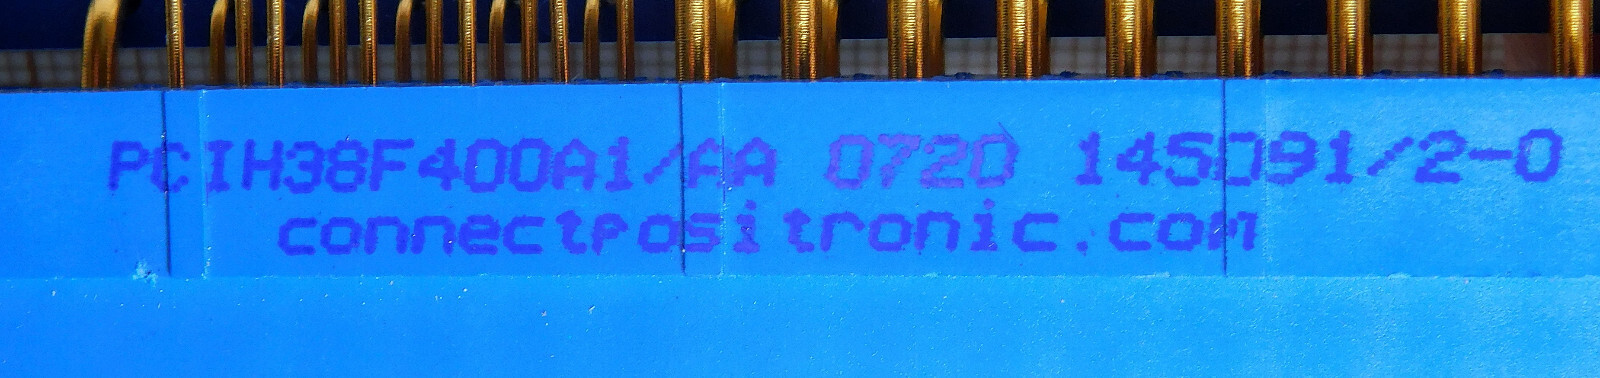 PCIH38F400A1/AA 0720 145091/2-0
connectpositronic.com